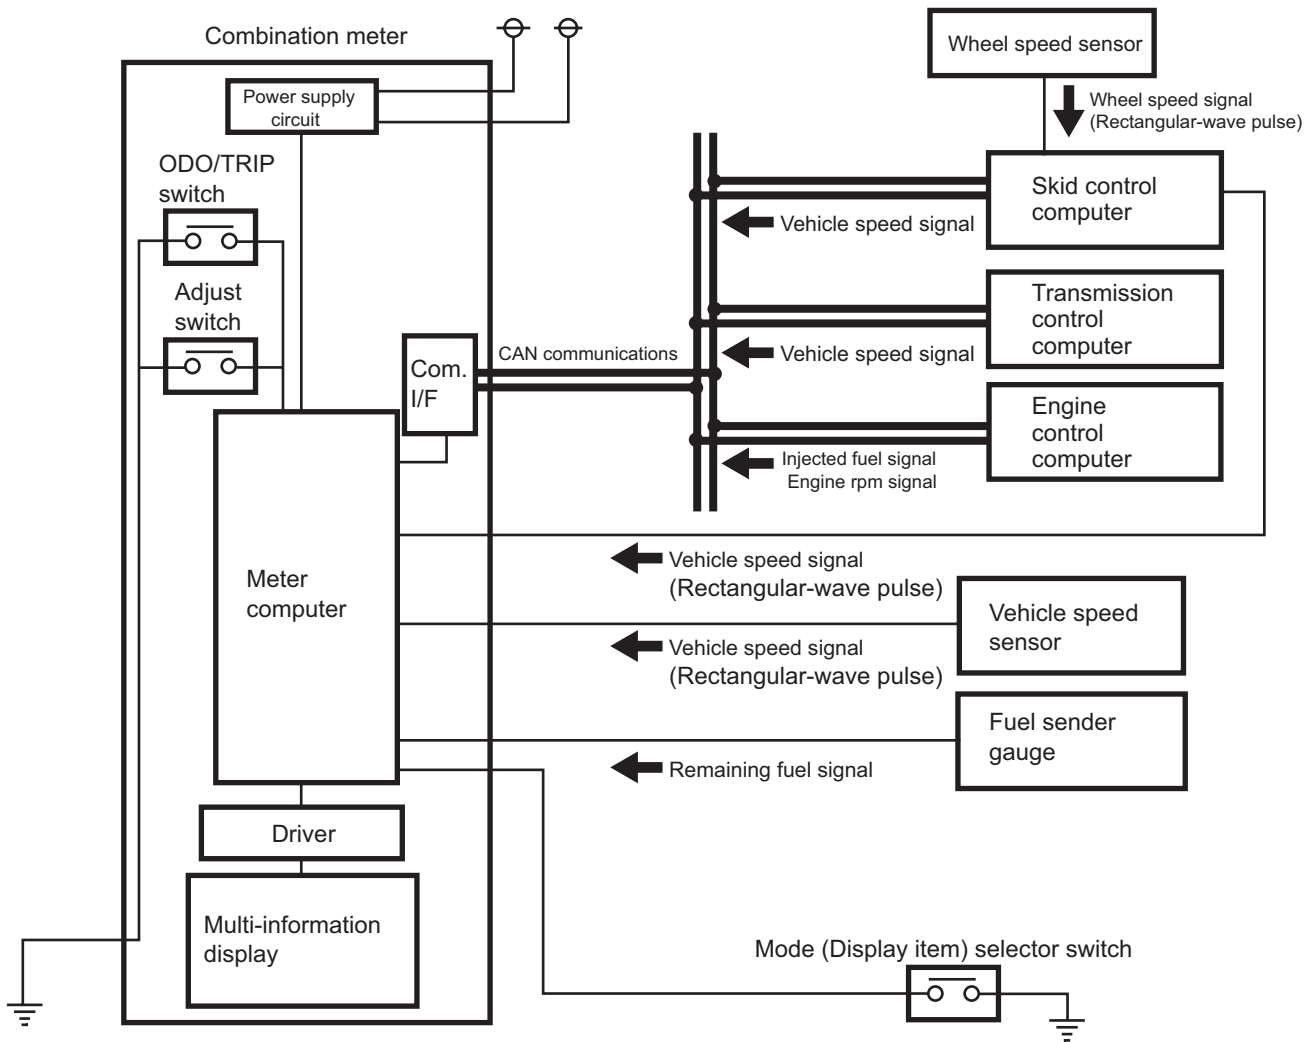 Combination meter
Power supply
circuit
ODO/TRIP
switch
Adjust
switch
Com.
I/F
CAN communications
Meter
computer
Driver
Multi-information
display
Wheel speed sensor
Wheel speed signal
(Rectangular-wave pulse)
Skid control
computer
Vehicle speed signal
Transmission
control
computer
Vehicle speed signal
Engine
control
computer
Injected fuel signal
Engine rpm signal
Vehicle speed signal
(Rectangular-wave pulse)
Vehicle speed
sensor
Vehicle speed signal
(Rectangular-wave pulse)
Fuel sender
gauge
Remaining fuel signal
Mode (Display item) selector switch